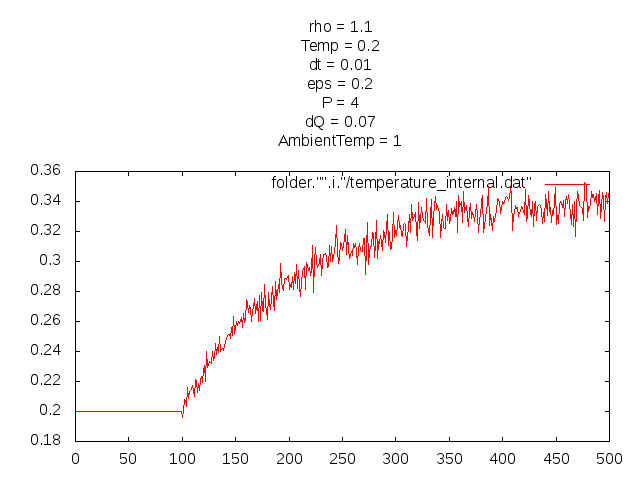 rho = 1.1
Temp = 0.2
dt = 0.01
eps = 0.2
P = 4
dQ = 0.07
AmbientTemp = 1
0.36
folder."".i."/temperature_internal.dat"
0.34
0.32
0.3
0.28
0.26
0.24
0.22
0.2
0.18
0 50 100 150 200 250 300 350 400 450 500